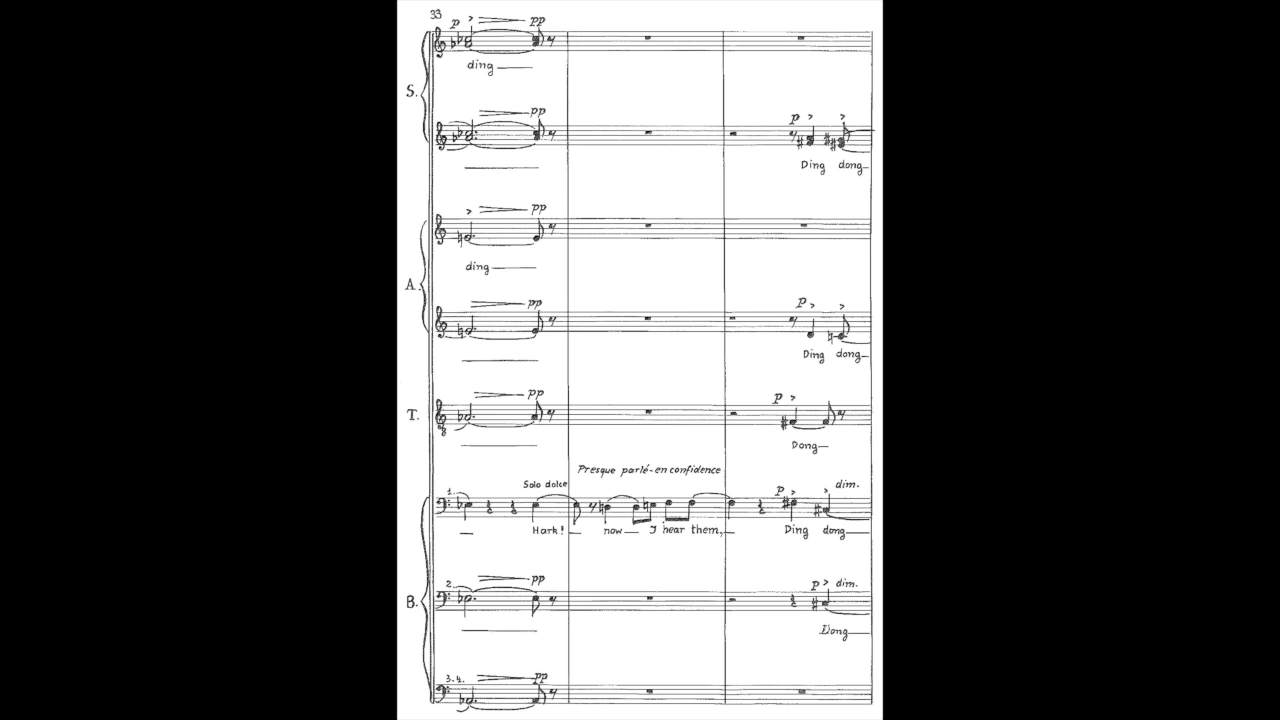 33
p > pp
ding
S.
pp
p > >
Ding dong
> pp
ding
A.
pp
p > >
Ding dong
pp
p >
T.
8
Dong
Presque parlé-en confidence
1. Solo dolce p > > dim.
Hark! now I hear them, Ding dong
2. pp p > dim.
B.
Dong
3.4. pp